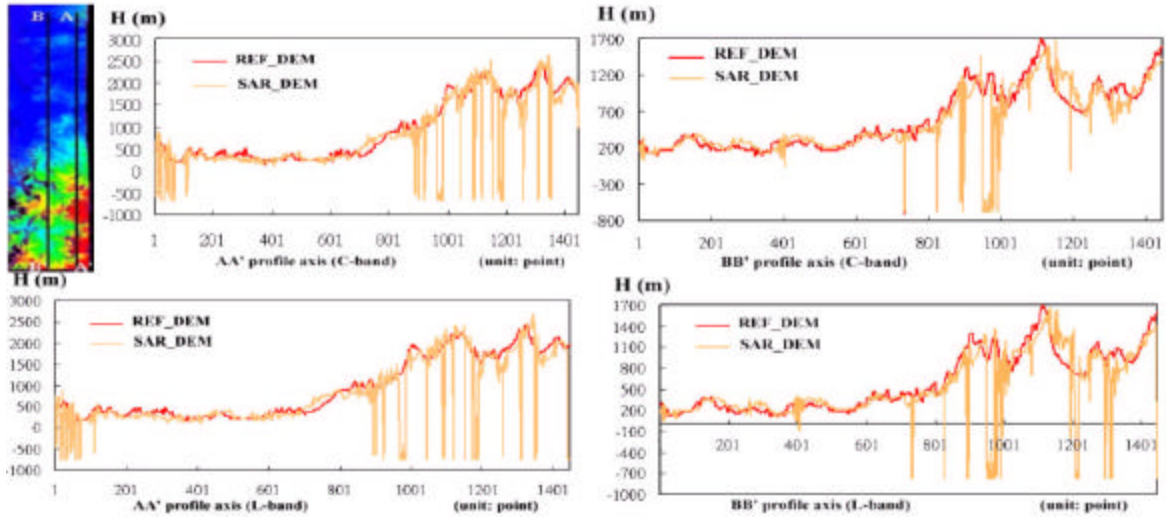 B A
H (m)
3000
2500
2000
1500
1000
500
0
-500
-1000
REF_DEM
SAR_DEM
1 201 401 601 801 1001 1201 1401
AA' profile axis (C-band) (unit: point)
H (m)
1700
1200
700
200
-300
-800
REF_DEM
SAR_DEM
1 201 401 601 801 1001 1201 1401
BB' profile axis (C-band) (unit: point)
H (m)
3000
2500
2000
1500
1000
500
0
-500
-1000
REF_DEM
SAR_DEM
1 201 401 601 801 1001 1201 1401
AA' profile axis (L-band) (unit: point)
H (m)
1700
1400
1100
800
500
200
-100
-400
-700
-1000
REF_DEM
SAR_DEM
201 401 601 801 1001 1201 1401
BB' profile axis (L-band) (unit: point)